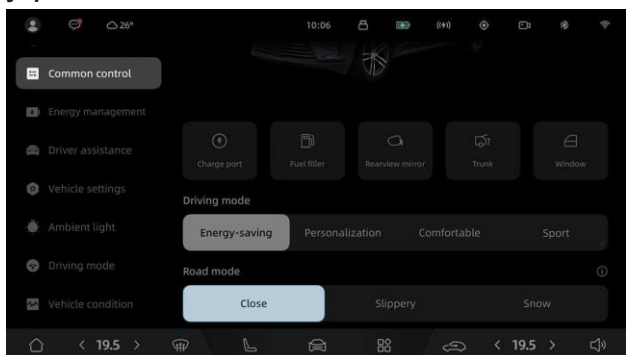 26°
10:06
Common control
Energy management
Driver assistance
Vehicle settings
Ambient light
Driving mode
Vehicle condition
Charge port
Fuel filler
Rearview mirror
Trunk
Window
Driving mode
Energy-saving
Personalization
Comfortable
Sport
Road mode
Close
Slippery
Snow
< 19.5 >
< 19.5 >